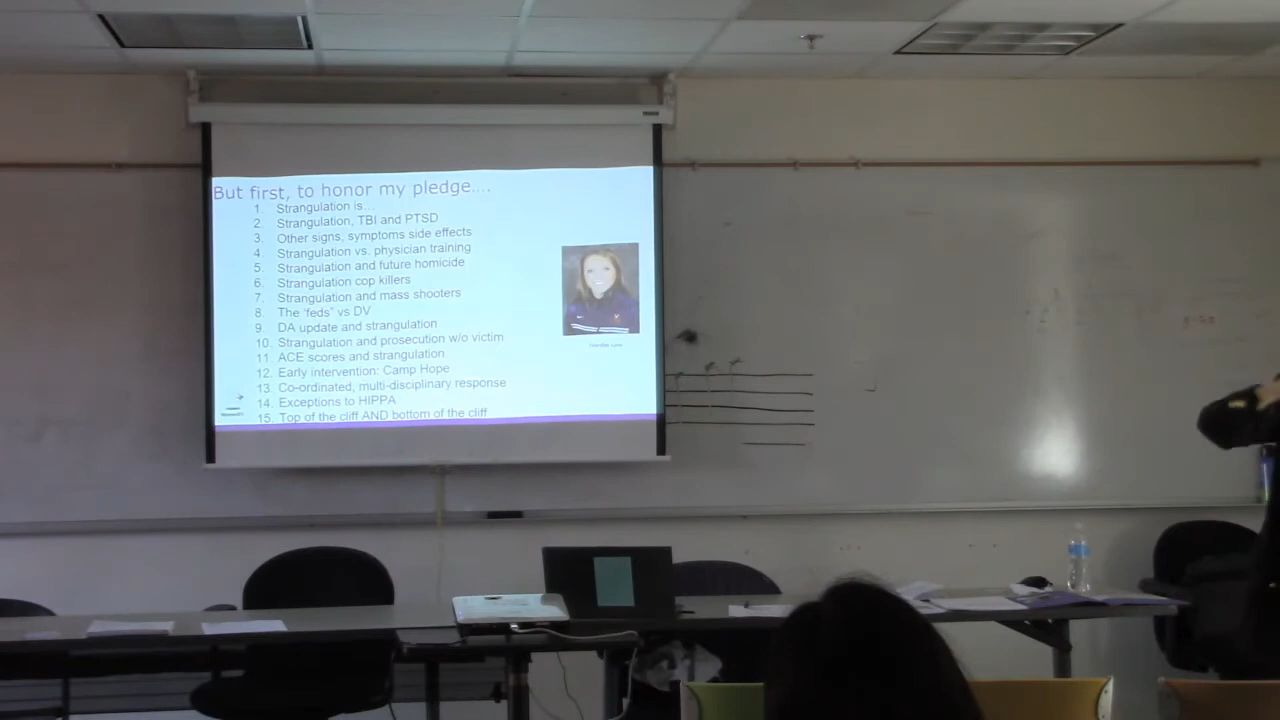 But first, to honor my pledge....
1. Strangulation is...
2. Strangulation, TBI and PTSD
3. Other signs, symptoms side effects
4. Strangulation vs. physician training
5. Strangulation and future homicide
6. Strangulation cop killers
7. Strangulation and mass shooters
8. The 'feds" vs DV
9. DA update and strangulation
10. Strangulation and prosecution w/o victim
11. ACE scores and strangulation
12. Early intervention: Camp Hope
13. Co-ordinated, multi-disciplinary response
14. Exceptions to HIPPA
15. Top of the cliff AND bottom of the cliff